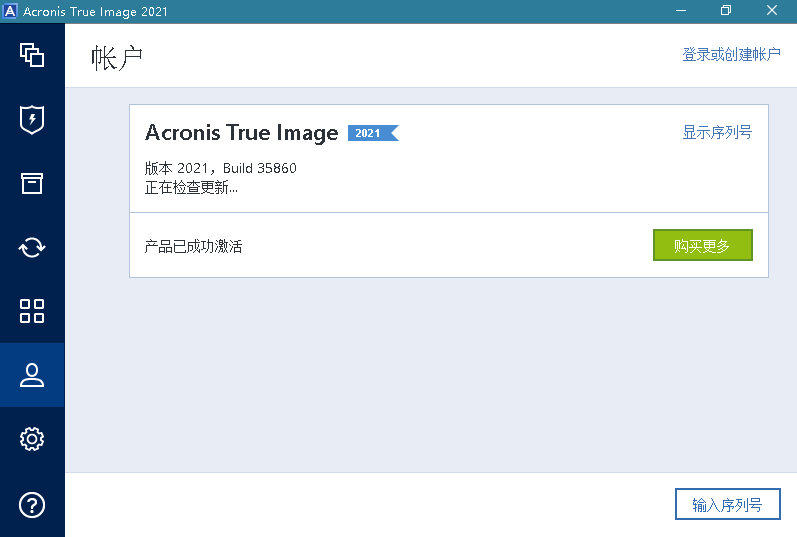 Acronis True Image 2021
帐户
登录或创建帐户
Acronis True Image 2021
显示序列号
版本 2021，Build 35860
正在检查更新...
产品已成功激活
购买更多
输入序列号